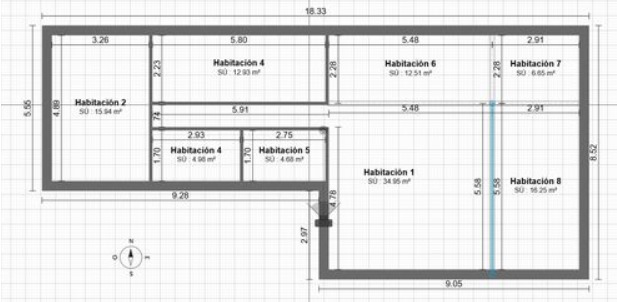 18.33
3.26
5.80
5.48
2.91
Habitación 4
SÚ : 12.93 m²
Habitación 6
SÚ : 12.51 m²
Habitación 7
SÚ : 6.65 m²
2.23
2.28
2.28
5.55
4.89
Habitación 2
SÚ : 15.94 m²
5.91
5.48
2.91
74
2.93
2.75
8.52
1.70
Habitación 4
SÚ : 4.98 m²
1.70
Habitación 5
SÚ : 4.68 m²
Habitación 1
SÚ : 34.95 m²
5.58
5.58
Habitación 8
SÚ : 16.25 m²
9.28
4.78
2.97
N
O
S
9.05